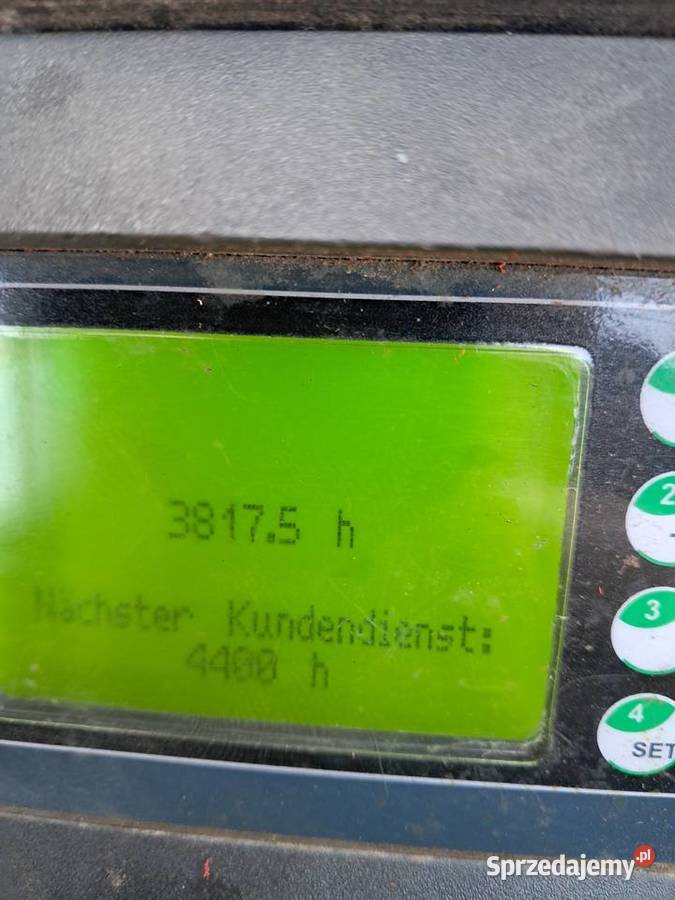 3817.5 h
Nächster Kundendienst:
4400 h
2
3
4
SET
Sprzedajemy.pl